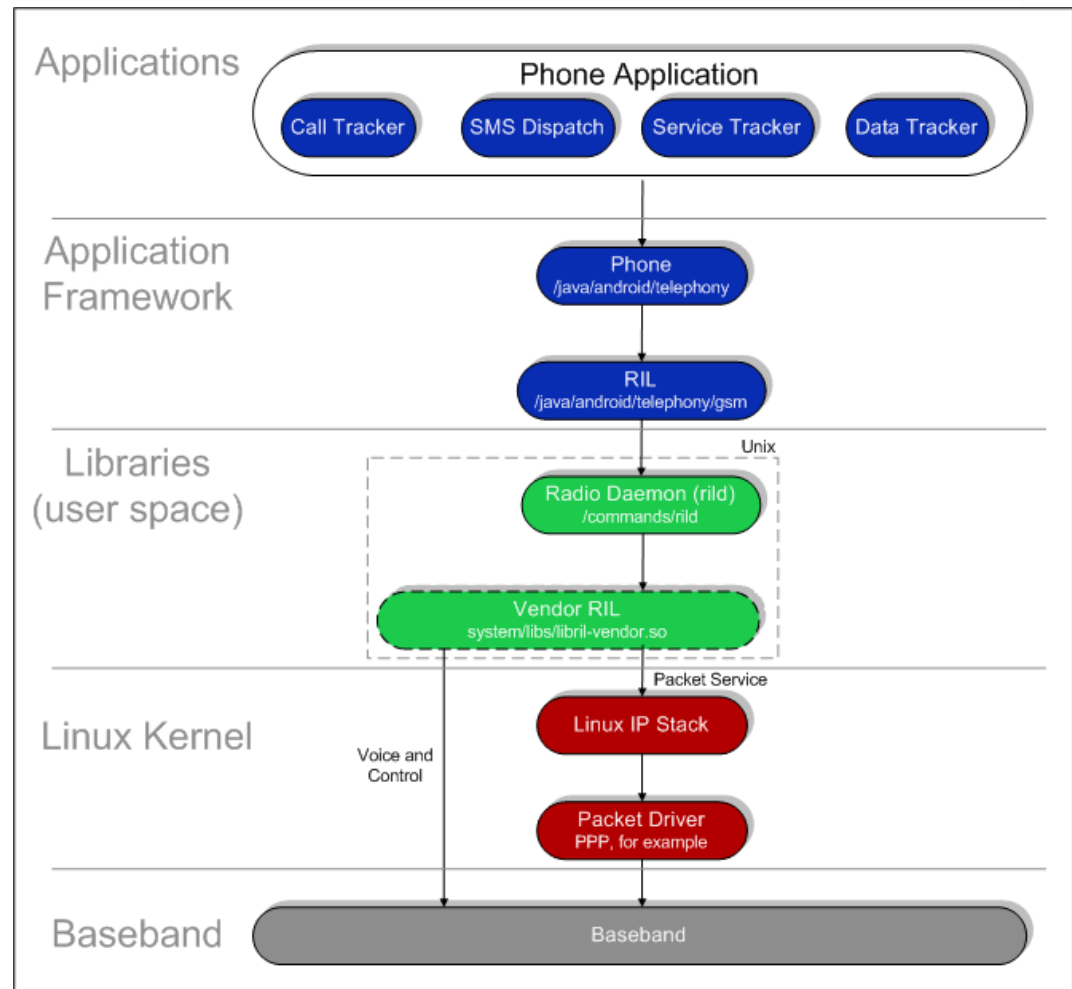 Applications
Phone Application
Call Tracker
SMS Dispatch
Service Tracker
Data Tracker
Application
Framework
Phone
/java/android/telephony
RIL
/java/android/telephony/gsm
Libraries
(user space)
Unix
Radio Daemon (rild)
/commands/rild
Vendor RIL
system/libs/libril-vendor.so
Packet Service
Linux Kernel
Linux IP Stack
Voice and
Control
Packet Driver
PPP, for example
Baseband
Baseband